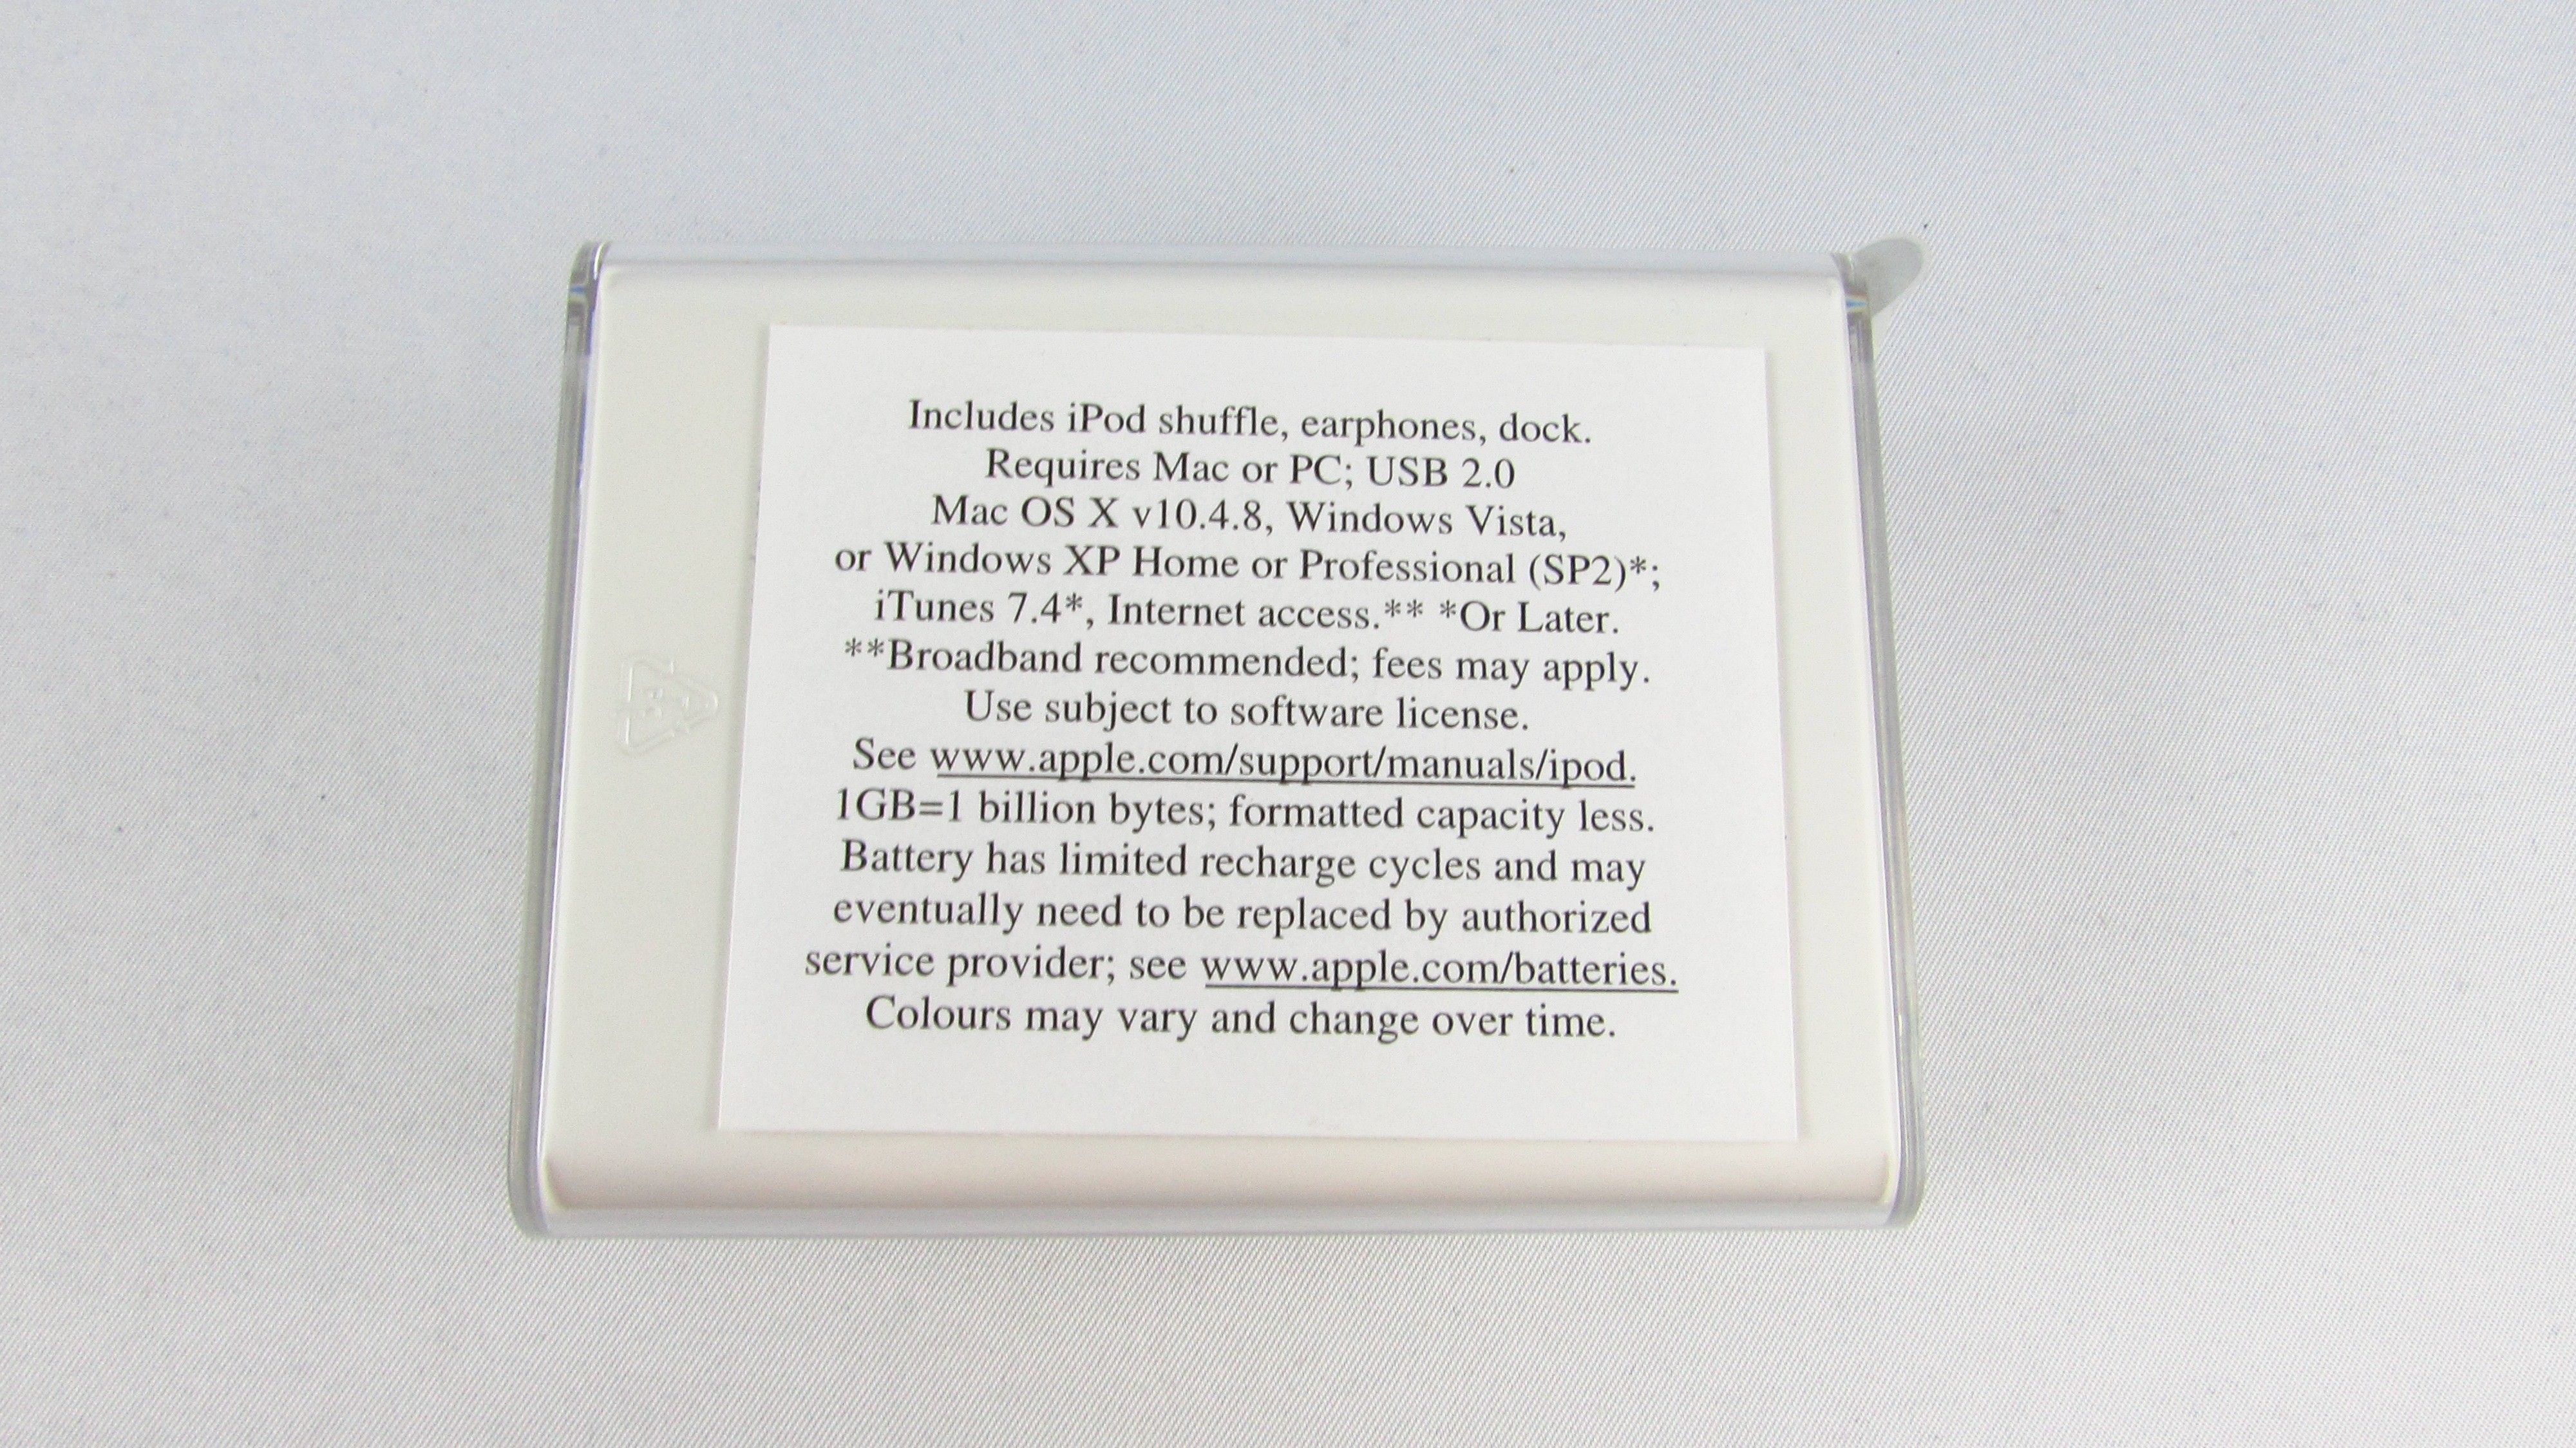 Includes iPod shuffle, earphones, dock.
Requires Mac or PC; USB 2.0
Mac OS X v10.4.8, Windows Vista,
or Windows XP Home or Professional (SP2)*;
iTunes 7.4*, Internet access.** *Or Later.
**Broadband recommended; fees may apply.
Use subject to software license.
See www.apple.com/support/manuals/ipod.
1GB=1 billion bytes; formatted capacity less.
Battery has limited recharge cycles and may
eventually need to be replaced by authorized
service provider; see www.apple.com/batteries.
Colours may vary and change over time.